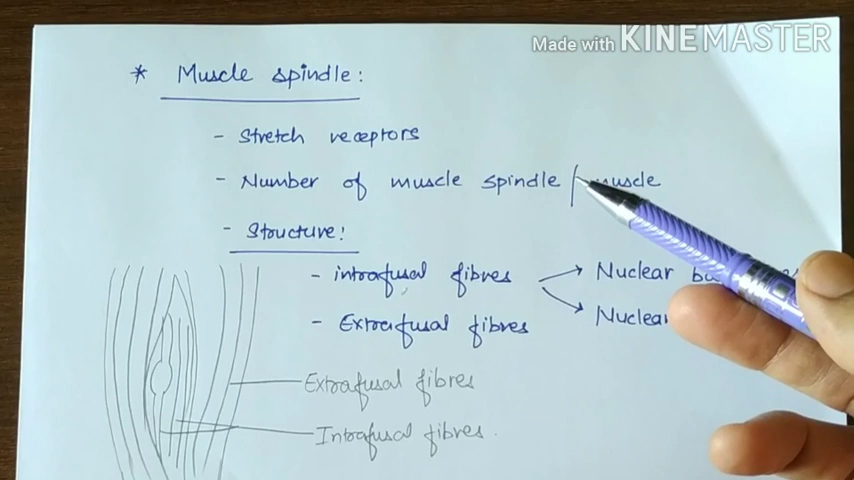 Made with KINEMASTER
* Muscle spindle:
- Stretch receptors
- Number of muscle spindle / muscle
- Structure:
- intrafusal fibres → Nuclear
- Extrafusal fibres → Nuclear
Extrafusal fibres
Intrafusal fibres.